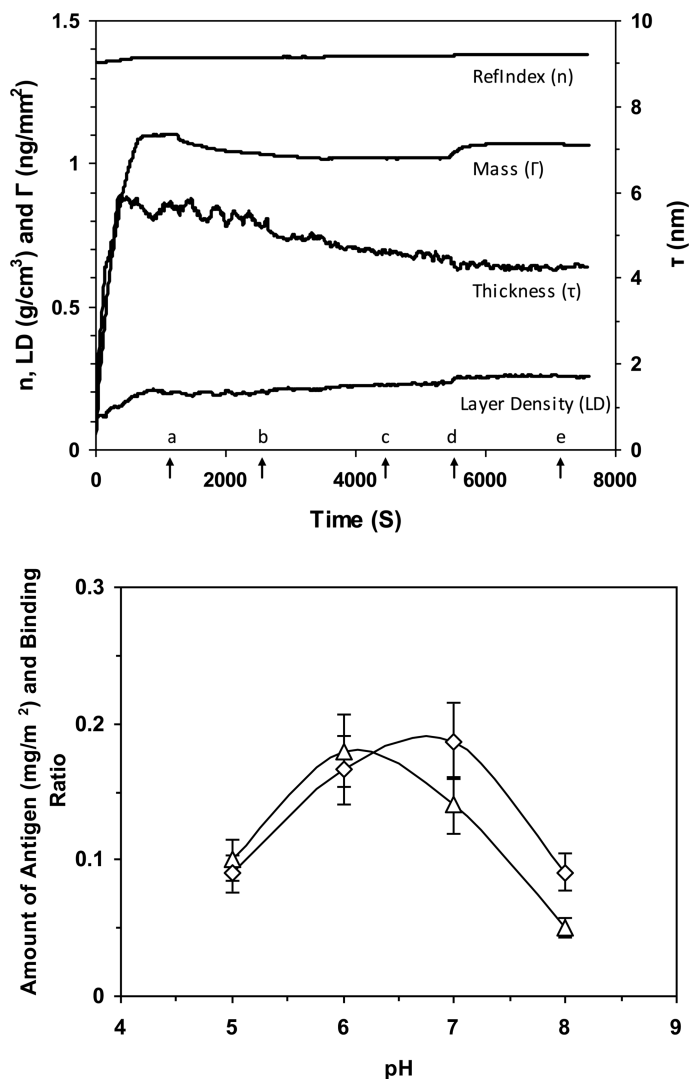 1.5
1
0.5
0
n, LD (g/cm³) and Γ (ng/mm²)
10
8
6
4
2
0
τ (nm)
RefIndex (n)
Mass (Γ)
Thickness (τ)
Layer Density (LD)
a b c d e
0 2000 4000 6000 8000
Time (S)
0.3
0.2
0.1
0
Amount of Antigen (mg/m ²) and Binding
Ratio
4 5 6 7 8 9
pH